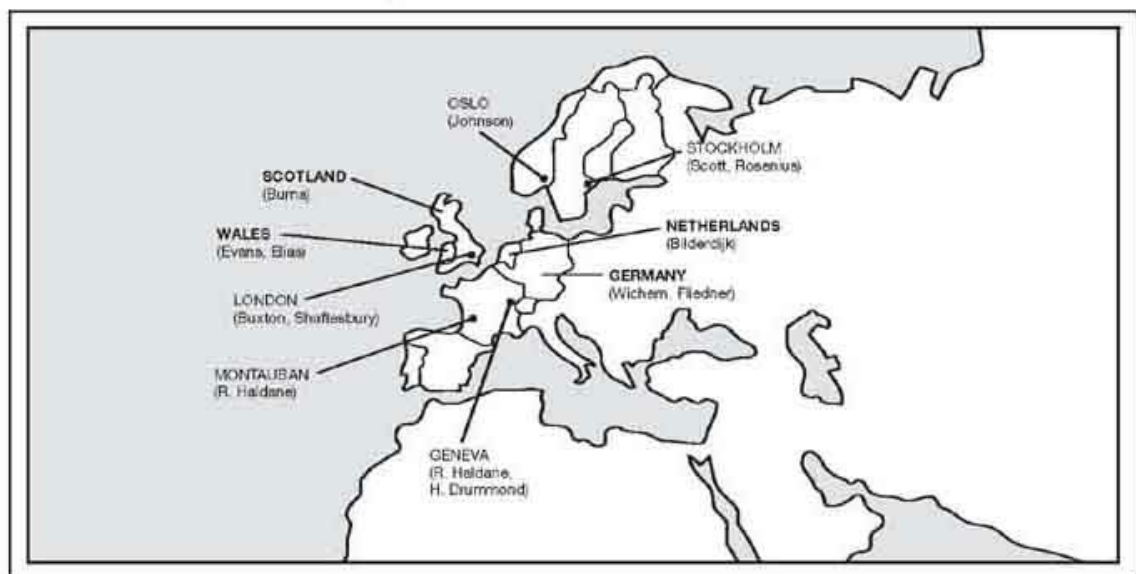 OSLO
(Johnson)
STOCKHOLM
(Scott, Rosenius)
SCOTLAND
(Burns)
WALES
(Evans, Elias)
NETHERLANDS
(Bilderdijk)
GERMANY
(Wichern, Fliedner)
LONDON
(Buxton, Shaftesbury)
MONTAUBAN
(R. Haldane)
GENEVA
(R. Haldane,
H. Drummond)